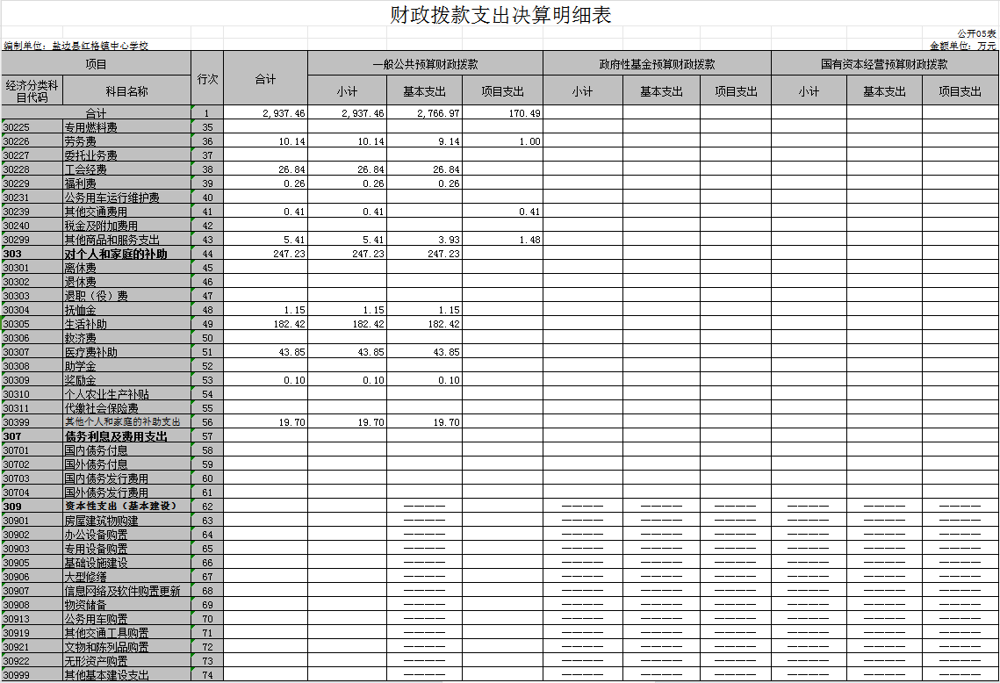 财政拨款支出决算明细表
公开05表
编制单位：盐边县红格镇中心学校 金额单位：万元
项目 行次 合计 一般公共预算财政拨款 政府性基金预算财政拨款 国有资本经营预算财政拨款
经济分类科目代码 科目名称 小计 基本支出 项目支出 小计 基本支出 项目支出 小计 基本支出 项目支出
合计 1 2,937.46 2,937.46 2,766.97 170.49
30225 专用燃料费 35
30226 劳务费 36 10.14 10.14 9.14 1.00
30227 委托业务费 37
30228 工会经费 38 26.84 26.84 26.84
30229 福利费 39 0.26 0.26 0.26
30231 公务用车运行维护费 40
30239 其他交通费用 41 0.41 0.41 0.41
30240 税金及附加费用 42
30299 其他商品和服务支出 43 5.41 5.41 3.93 1.48
303 对个人和家庭的补助 44 247.23 247.23 247.23
30301 离休费 45
30302 退休费 46
30303 退职（役）费 47
30304 抚恤金 48 1.15 1.15 1.15
30305 生活补助 49 182.42 182.42 182.42
30306 救济费 50
30307 医疗费补助 51 43.85 43.85 43.85
30308 助学金 52
30309 奖励金 53 0.10 0.10 0.10
30310 个人农业生产补贴 54
30311 代缴社会保险费 55
30399 其他个人和家庭的补助支出 56 19.70 19.70 19.70
307 债务利息及费用支出 57
30701 国内债务付息 58
30702 国外债务付息 59
30703 国内债务发行费用 60
30704 国外债务发行费用 61
309 资本性支出（基本建设） 62 ———— ———— ———— ———— ———— ———— ————
30901 房屋建筑物购建 63 ———— ———— ———— ———— ———— ———— ————
30902 办公设备购置 64 ———— ———— ———— ———— ———— ———— ————
30903 专用设备购置 65 ———— ———— ———— ———— ———— ———— ————
30905 基础设施建设 66 ———— ———— ———— ———— ———— ———— ————
30906 大型修缮 67 ———— ———— ———— ———— ———— ———— ————
30907 信息网络及软件购置更新 68 ———— ———— ———— ———— ———— ———— ————
30908 物资储备 69 ———— ———— ———— ———— ———— ———— ————
30913 公务用车购置 70 ———— ———— ———— ———— ———— ———— ————
30919 其他交通工具购置 71 ———— ———— ———— ———— ———— ———— ————
30921 文物和陈列品购置 72 ———— ———— ———— ———— ———— ———— ————
30922 无形资产购置 73 ———— ———— ———— ———— ———— ———— ————
30999 其他基本建设支出 74 ———— ———— ———— ———— ———— ———— ————